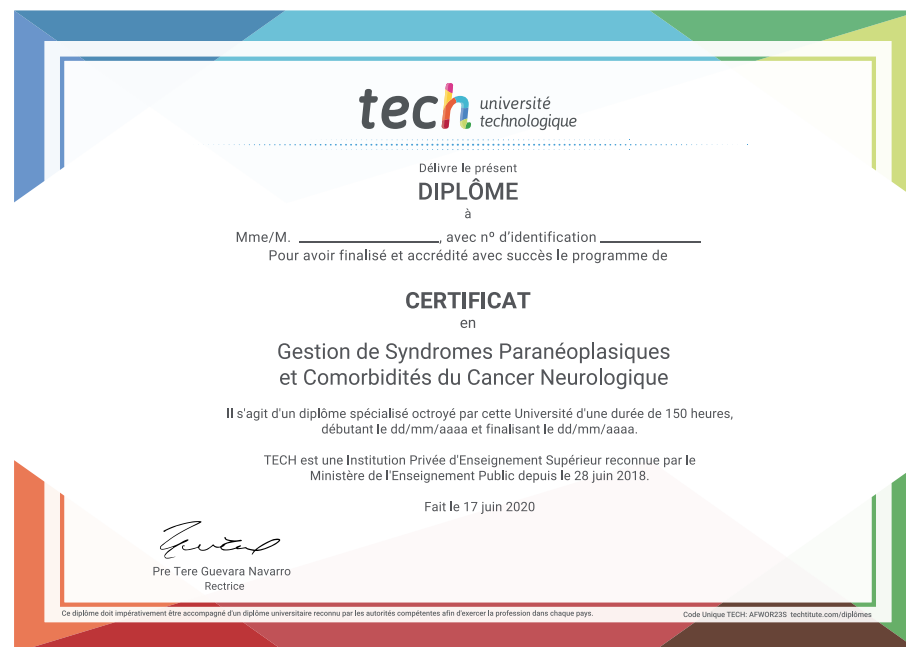 tech université
technologique
Délivre le présent
DIPLÔME
à
Mme/M. ____________, avec nº d'identification ____________
Pour avoir finalisé et accrédité avec succès le programme de
CERTIFICAT
en
Gestion de Syndromes Paranéoplasiques
et Comorbidités du Cancer Neurologique
Il s'agit d'un diplôme spécialisé octroyé par cette Université d'une durée de 150 heures,
débutant le dd/mm/aaaa et finalisant le dd/mm/aaaa.
TECH est une Institution Privée d'Enseignement Supérieur reconnue par le
Ministère de l'Enseignement Public depuis le 28 juin 2018.
Fait le 17 juin 2020
Pre Tere Guevara Navarro
Rectrice
Ce diplôme doit impérativement être accompagné d'un diplôme universitaire reconnu par les autorités compétentes afin d'exercer la profession dans chaque pays.
Code Unique TECH: AFWOR23S techtitute.com/diplômes